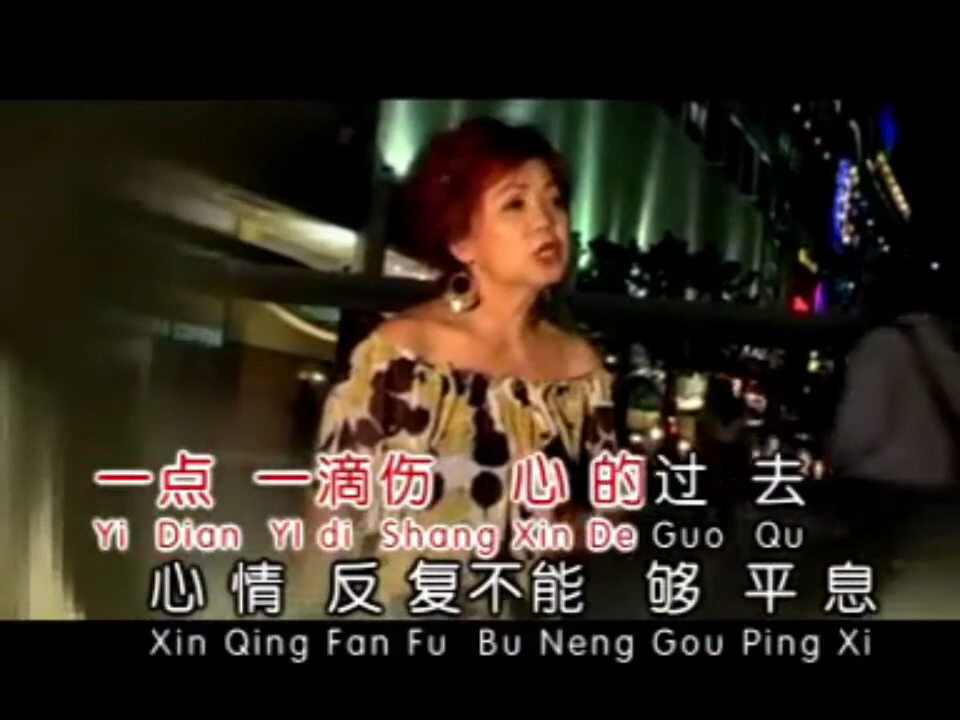 一点 一滴伤 心的过 去
Yi Dian YI di Shang Xin De Guo Qu
心情 反复不能 够 平息
Xin Qing Fan Fu Bu Neng Gou Ping Xi